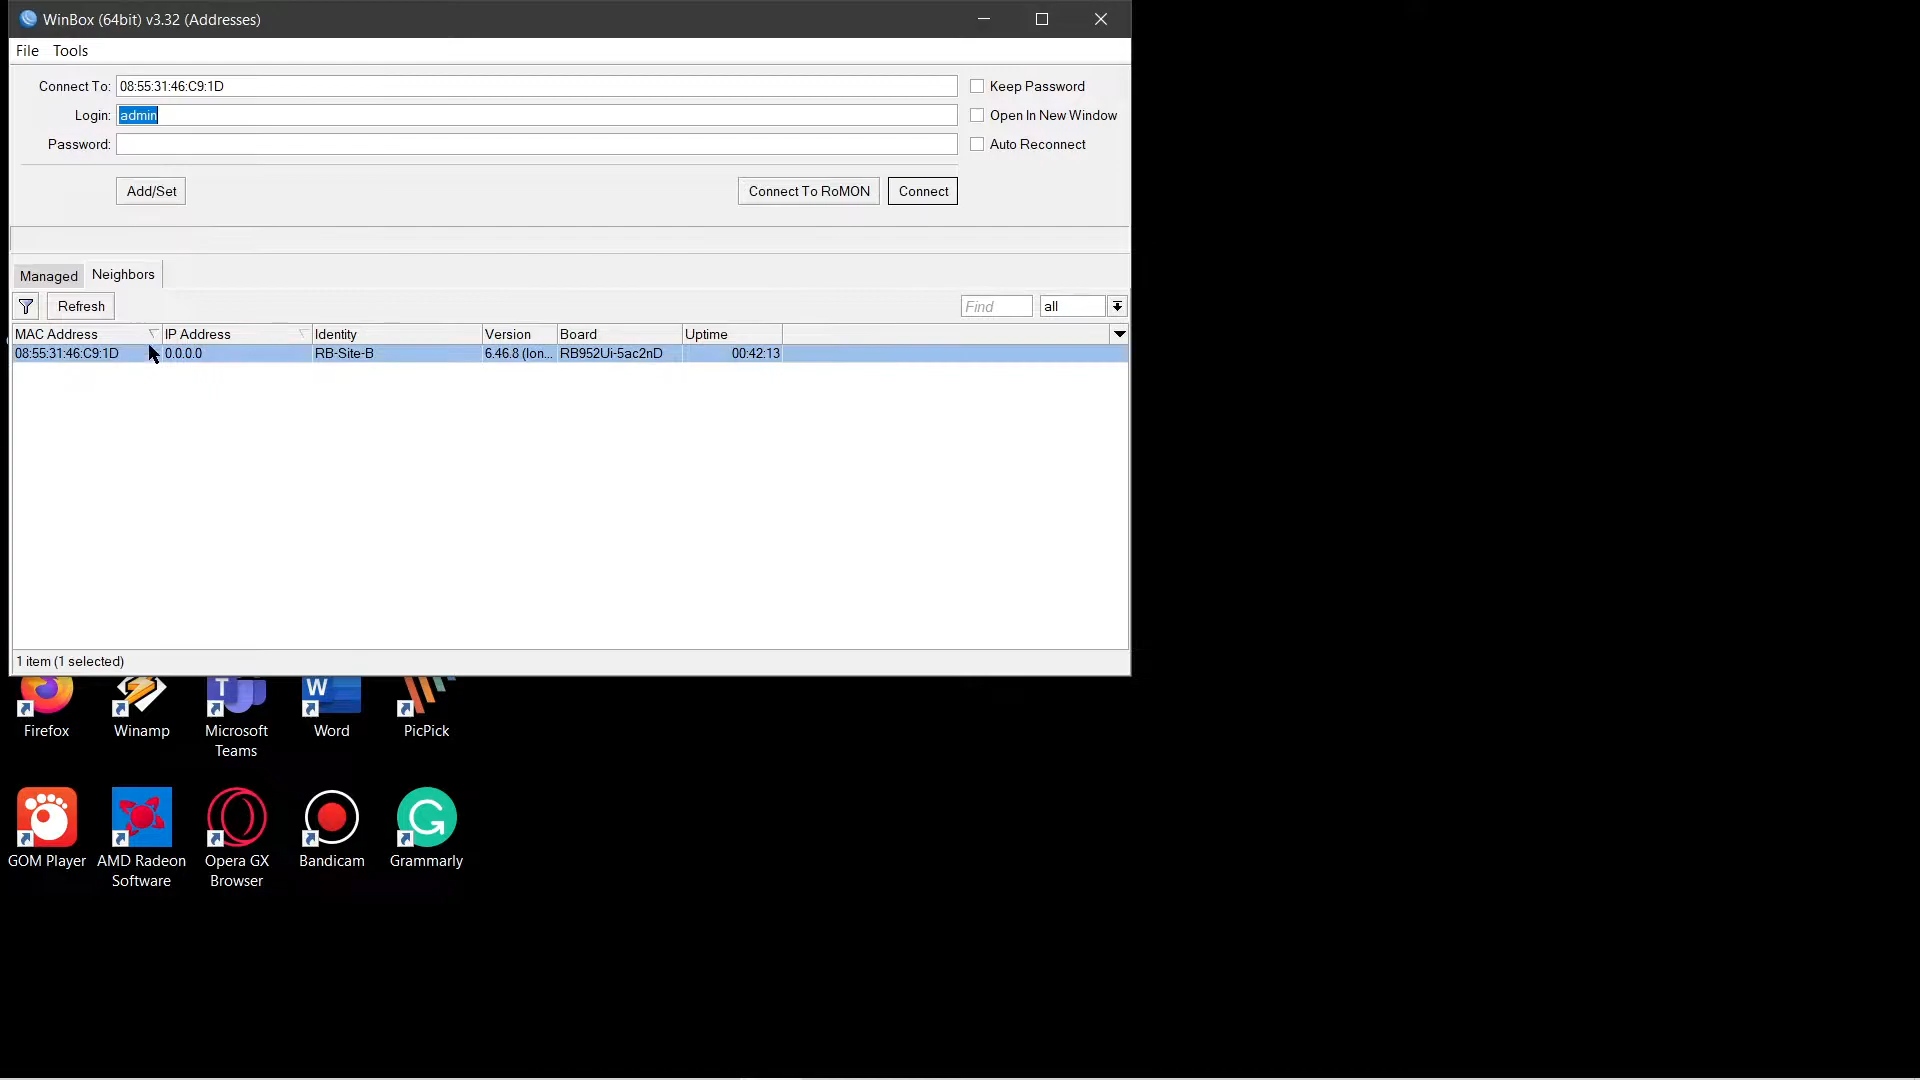 WinBox (64bit) v3.32 (Addresses)
File Tools
Connect To: 08:55:31:46:C9:1D Keep Password
Login: admin Open In New Window
Password: Auto Reconnect
Add/Set Connect To RoMON Connect
Managed Neighbors
Refresh Find all
MAC Address IP Address Identity Version Board Uptime
08:55:31:46:C9:1D 0.0.0.0 RB-Site-B 6.46.8 (lon... RB952Ui-5ac2nD 00:42:13
1 item (1 selected)
Firefox Winamp Microsoft Teams Word PicPick
GOM Player AMD Radeon Software Opera GX Browser Bandicam Grammarly